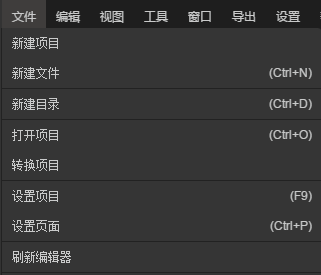 文件 编辑 视图 工具 窗口 导出 设置
新建项目
新建文件 (Ctrl+N)
新建目录 (Ctrl+D)
打开项目 (Ctrl+O)
转换项目
设置项目 (F9)
设置页面 (Ctrl+P)
刷新编辑器